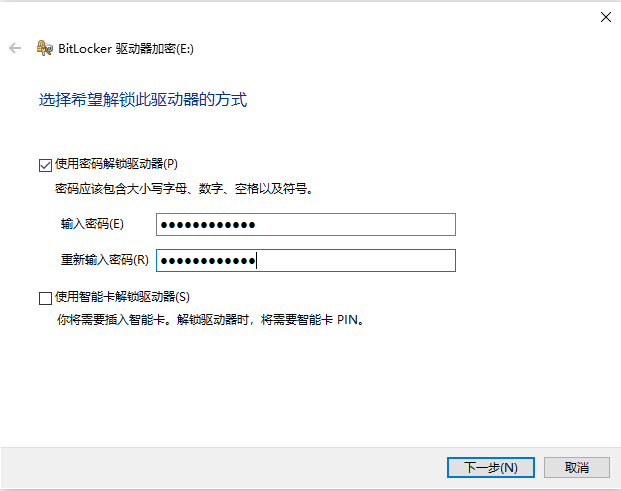 BitLocker 驱动器加密(E:)
选择希望解锁此驱动器的方式
使用密码解锁驱动器(P)
密码应该包含大小写字母、数字、空格以及符号。
输入密码(E) ●●●●●●●●●●●●
重新输入密码(R) ●●●●●●●●●●●●
使用智能卡解锁驱动器(S)
你将需要插入智能卡。解锁驱动器时，将需要智能卡 PIN。
下一步(N) 取消